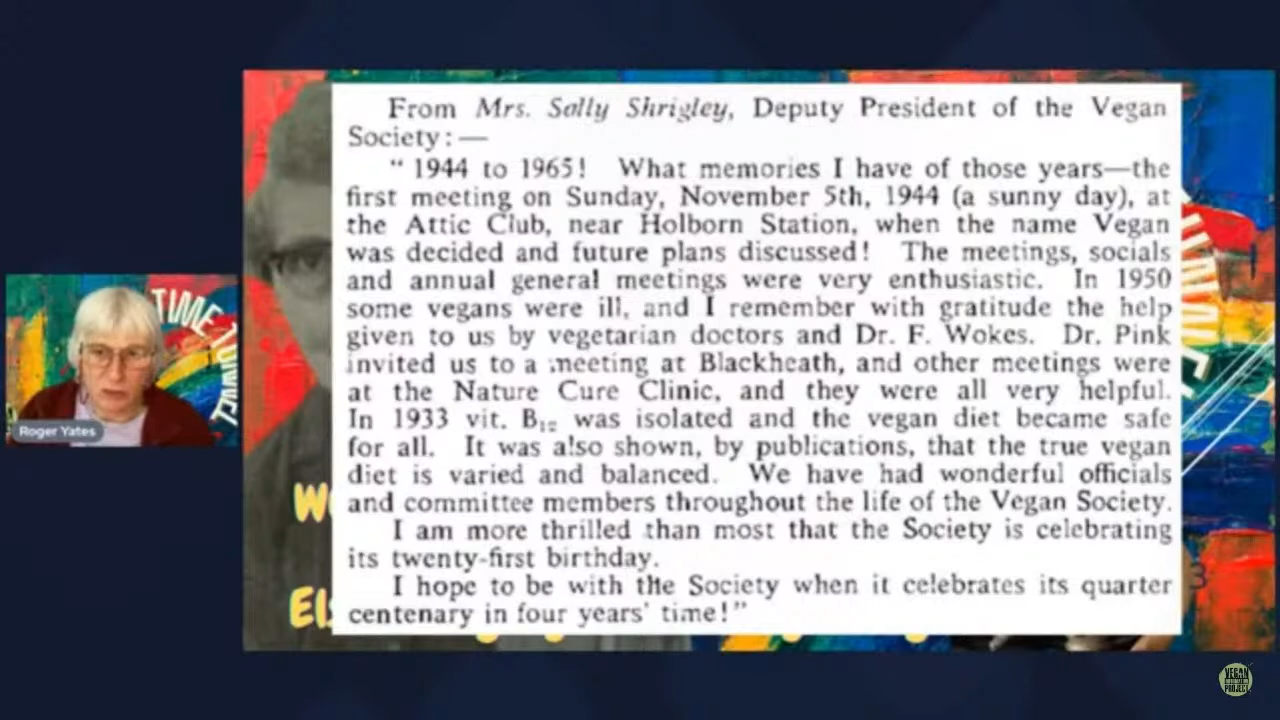 From Mrs. Sally Shrigley, Deputy President of the Vegan
Society:—
" 1944 to 1965! What memories I have of those years—the
first meeting on Sunday, November 5th, 1944 (a sunny day), at
the Attic Club, near Holborn Station, when the name Vegan
was decided and future plans discussed! The meetings, socials
and annual general meetings were very enthusiastic. In 1950
some vegans were ill, and I remember with gratitude the help
given to us by vegetarian doctors and Dr. F. Wokes. Dr. Pink
invited us to a meeting at Blackheath, and other meetings were
at the Nature Cure Clinic, and they were all very helpful.
In 1933 vit. B12 was isolated and the vegan diet became safe
for all. It was also shown, by publications, that the true vegan
diet is varied and balanced. We have had wonderful officials
and committee members throughout the life of the Vegan Society.
I am more thrilled than most that the Society is celebrating
its twenty-first birthday.
I hope to be with the Society when it celebrates its quarter
centenary in four years' time!"
TIME TUNNEL
Roger Yates
3
VEGAN
PROJECT